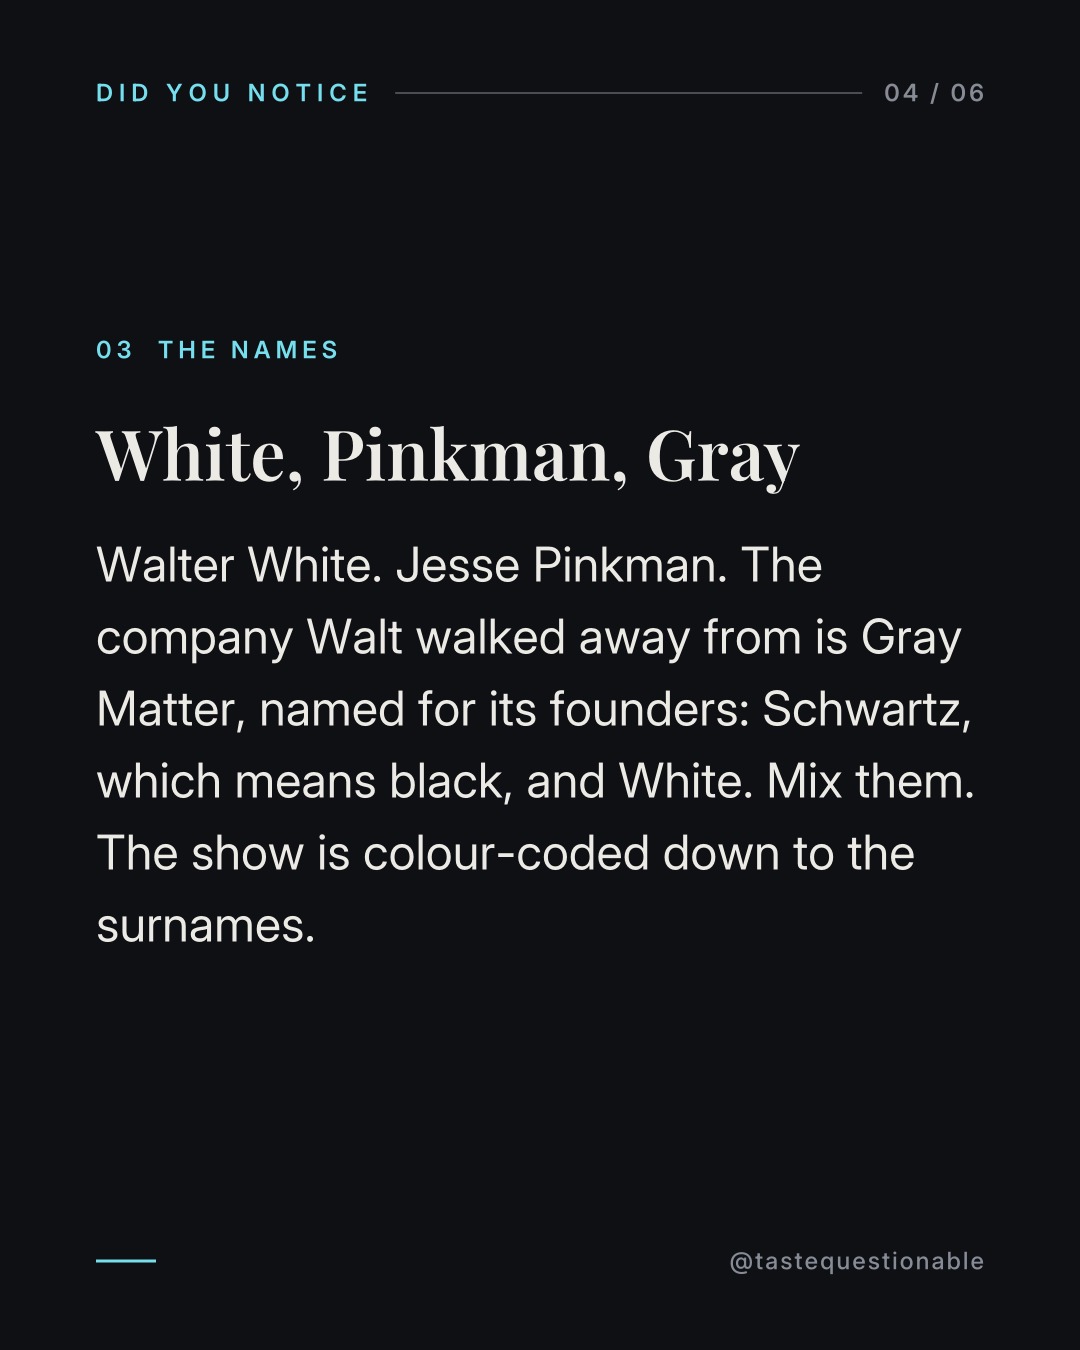 DID YOU NOTICE
04 / 06
03 THE NAMES
White, Pinkman, Gray
Walter White. Jesse Pinkman. The
company Walt walked away from is Gray
Matter, named for its founders: Schwartz,
which means black, and White. Mix them.
The show is colour-coded down to the
surnames.
@tastequestionable